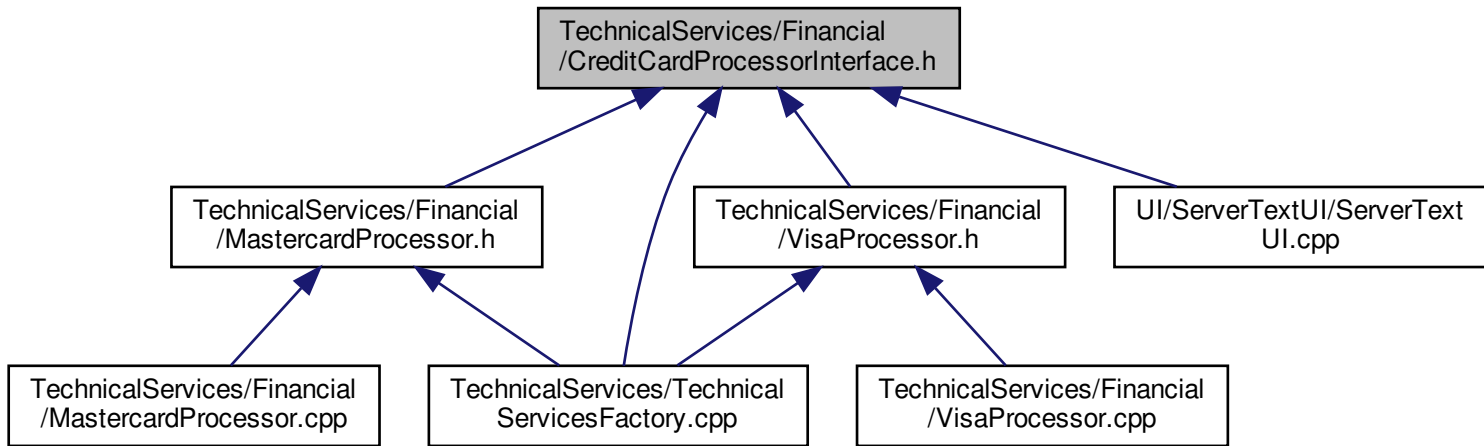 TechnicalServices/Financial
/CreditCardProcessorInterface.h
TechnicalServices/Financial
/MastercardProcessor.h
TechnicalServices/Financial
/VisaProcessor.h
UI/ServerTextUI/ServerText
UI.cpp
TechnicalServices/Financial
/MastercardProcessor.cpp
TechnicalServices/Technical
ServicesFactory.cpp
TechnicalServices/Financial
/VisaProcessor.cpp